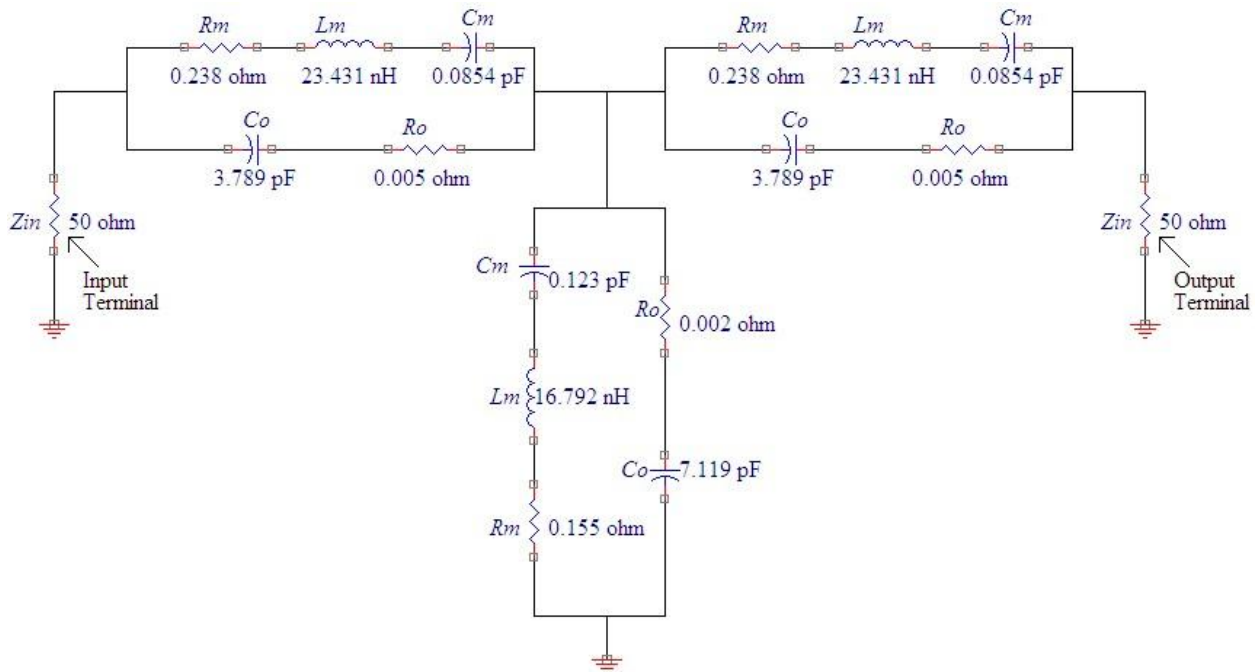 Rm Lm Cm
0.238 ohm 23.431 nH 0.0854 pF
Co Ro
3.789 pF 0.005 ohm
Rm Lm Cm
0.238 ohm 23.431 nH 0.0854 pF
Co Ro
3.789 pF 0.005 ohm
Zin 50 ohm
Input
Terminal
Zin 50 ohm
Output
Terminal
Cm 0.123 pF
Lm 16.792 nH
Rm 0.155 ohm
Ro 0.002 ohm
Co 7.119 pF